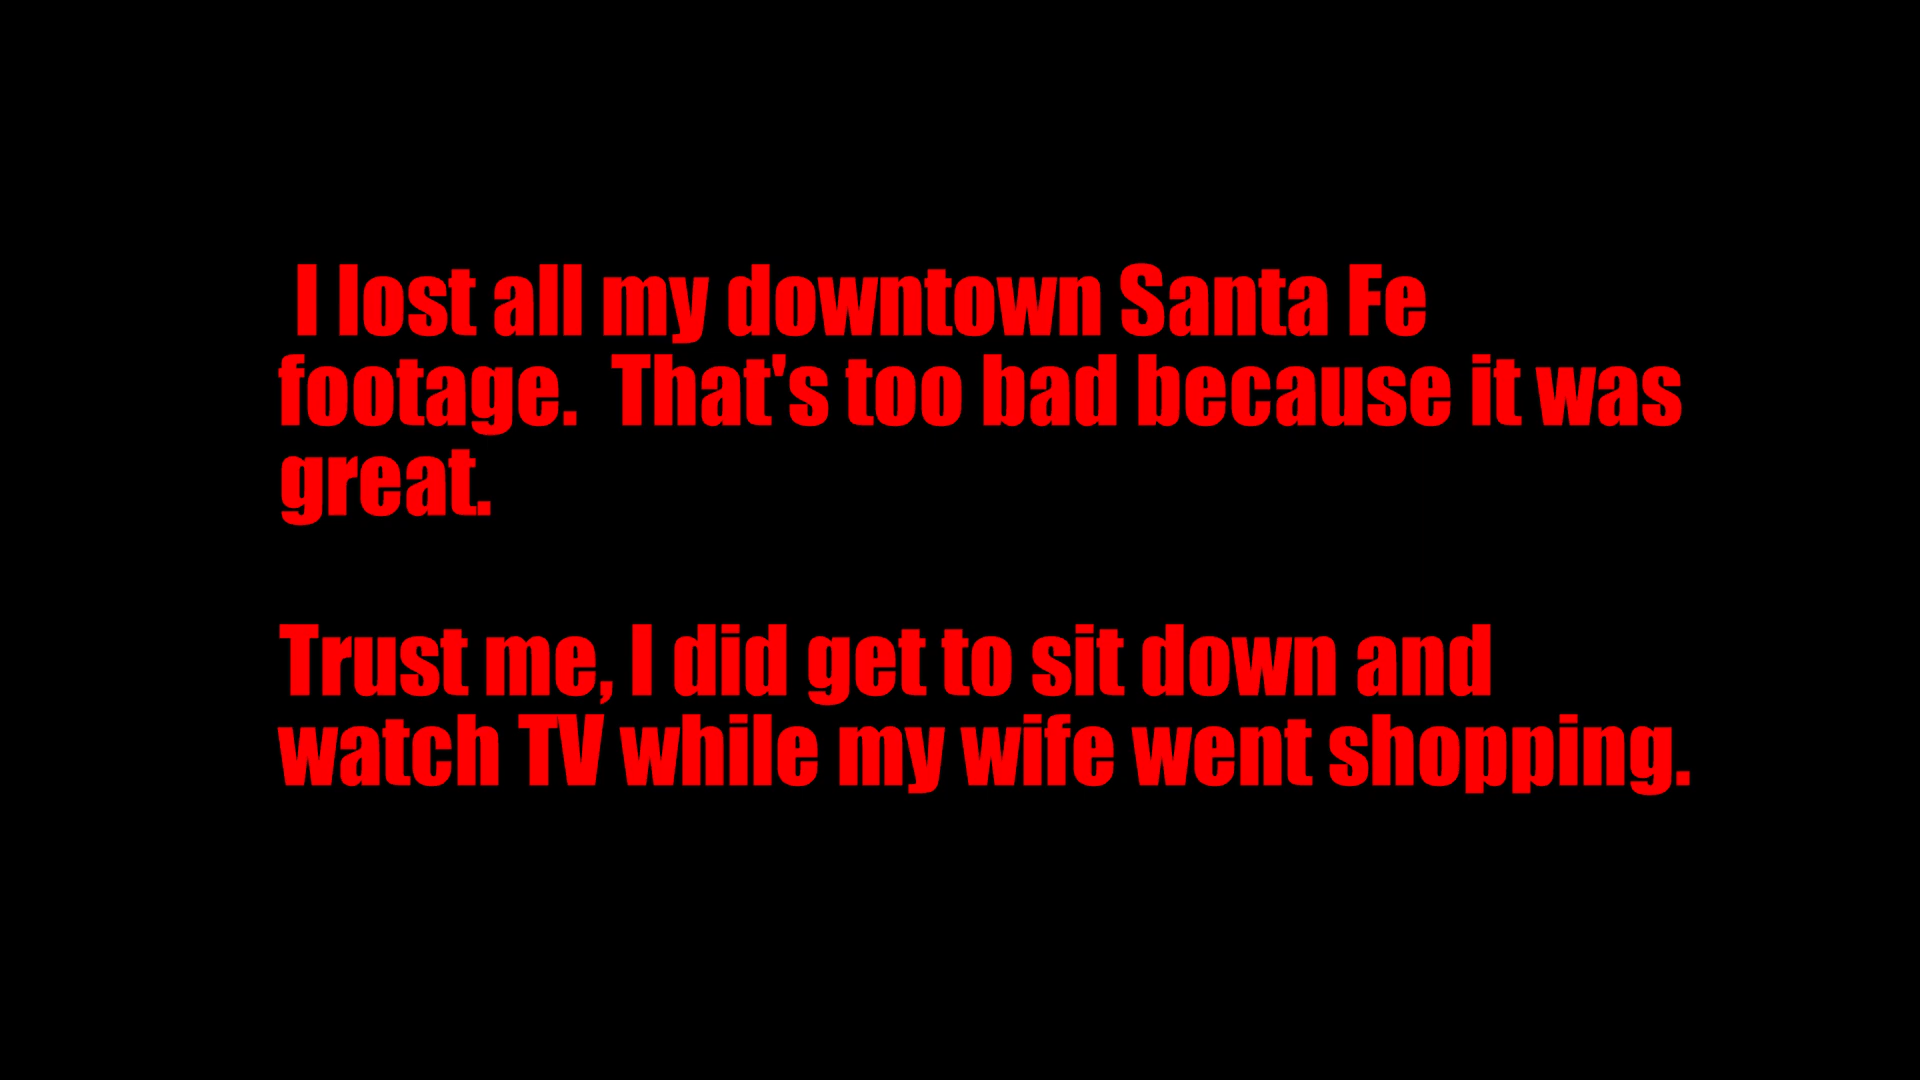 I lost all my downtown Santa Fe
footage.  That's too bad because it was
great.
Trust me, I did get to sit down and
watch TV while my wife went shopping.